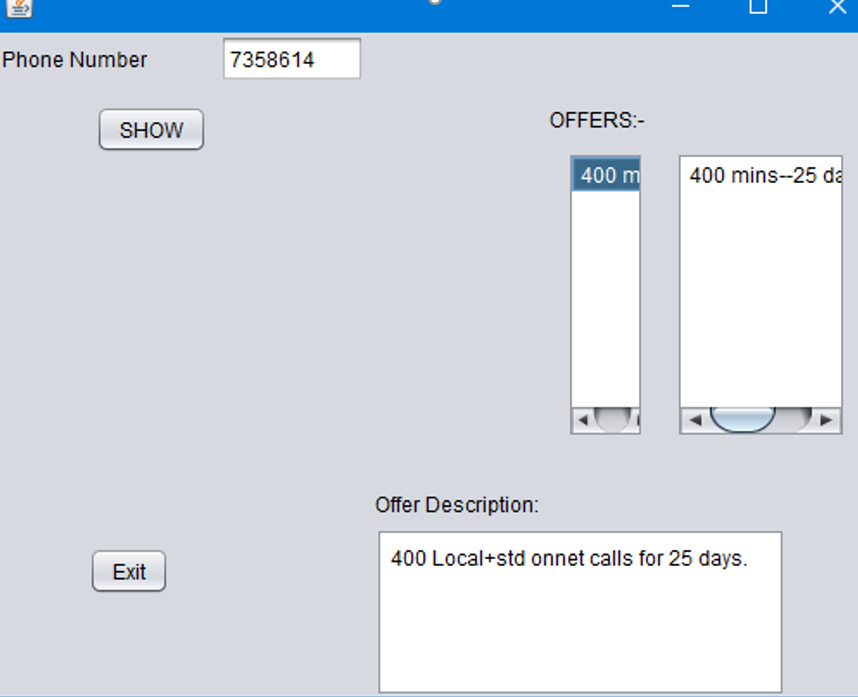 Phone Number 7358614
SHOW
OFFERS:-
400 m
400 mins--25 da
Offer Description:
400 Local+std onnet calls for 25 days.
Exit